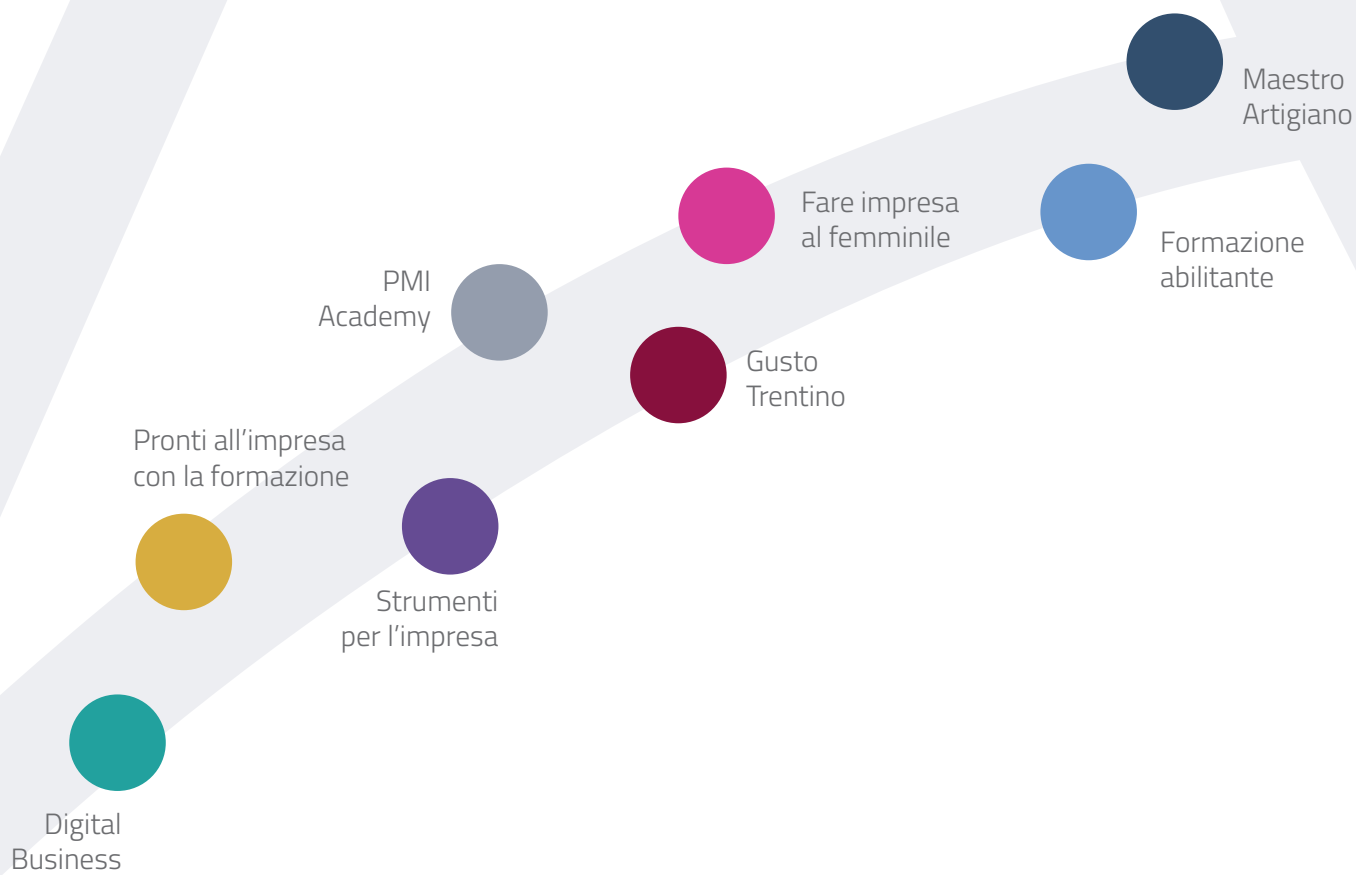 Maestro
Artigiano
Fare impresa
al femminile
Formazione
abilitante
PMI
Academy
Gusto
Trentino
Pronti all’impresa
con la formazione
Strumenti
per l’impresa
Digital
Business